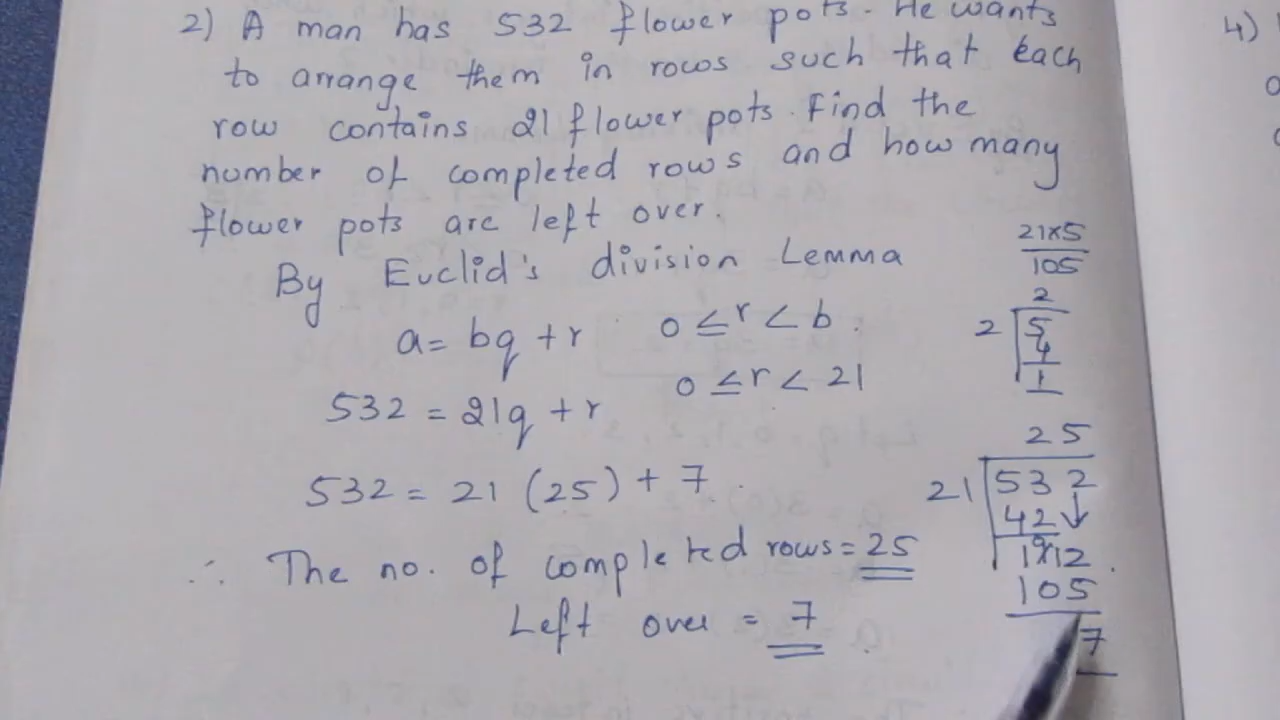 2) A man has 532 flower pots. He wants
to arrange them in rows such that each
row contains 21 flower pots. Find the
number of completed rows and how many
flower pots are left over.
By Euclid's division Lemma
a = bq + r 0 ≤ r < b.
0 ≤ r < 21
532 = 21q + r
532 = 21 (25) + 7.
∴ The no. of completed rows = 25
Left over = 7
21×5
105
2
2 5
4
1
25
21 532
42↓
112
105
7
4)